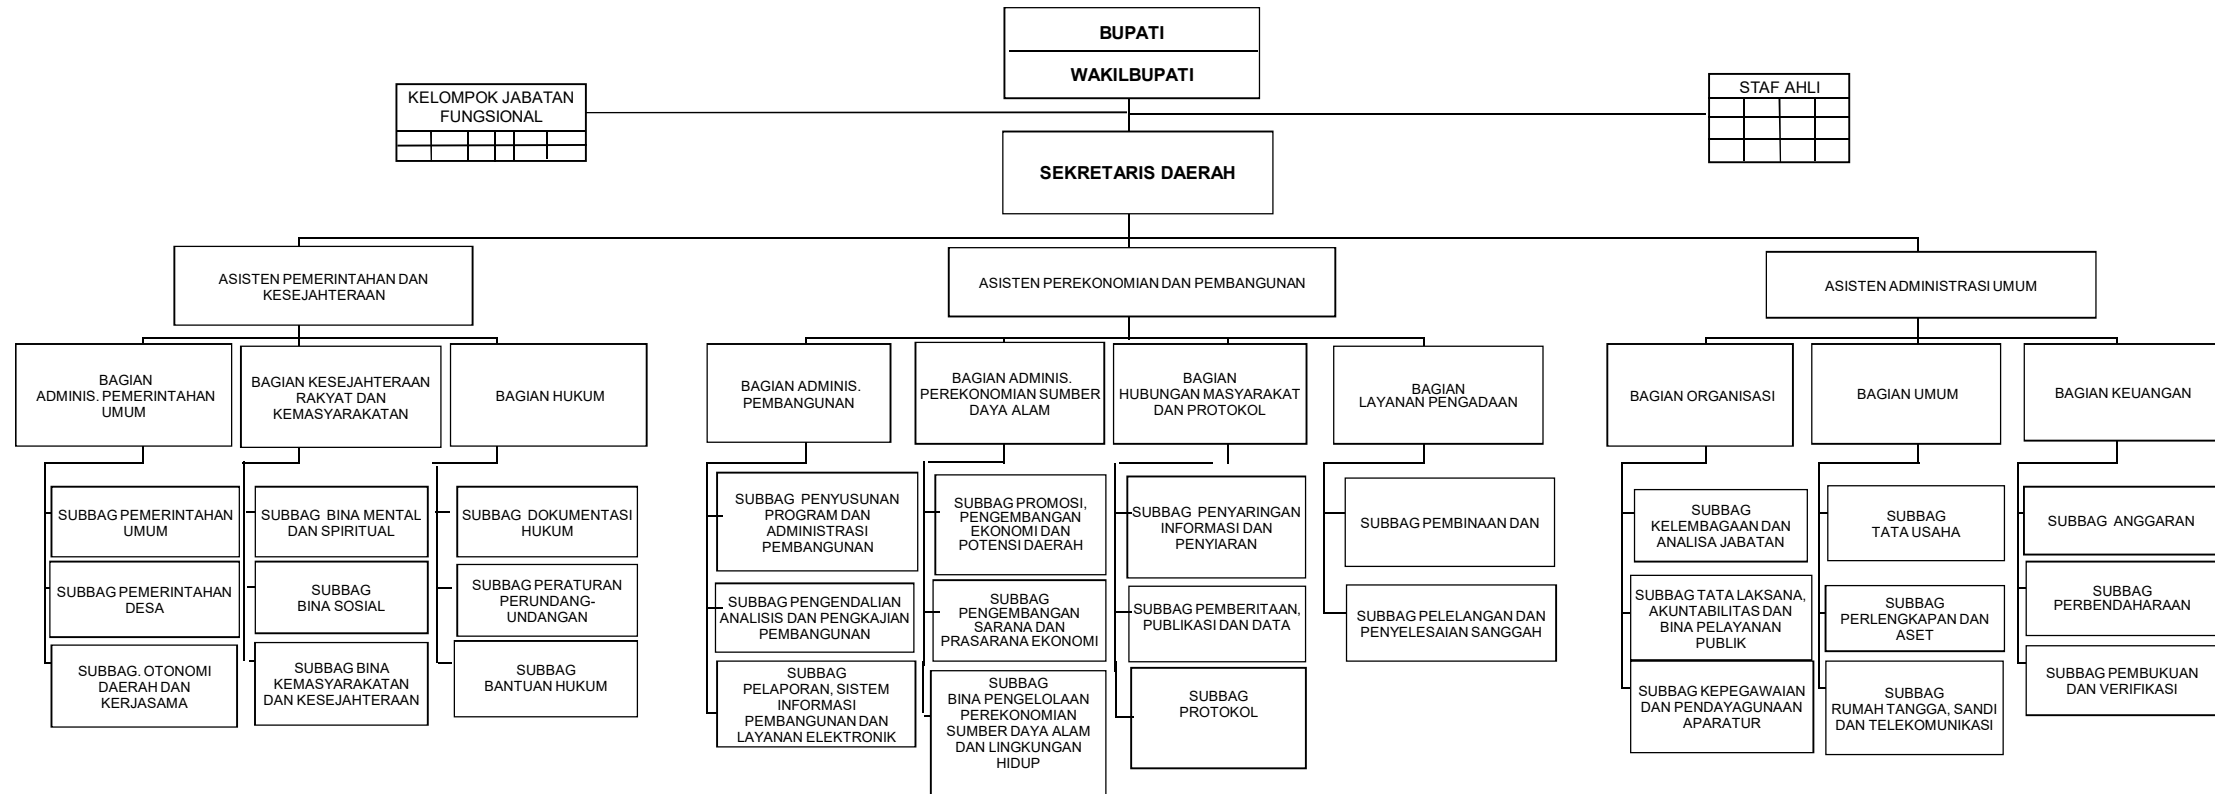 BUPATI
WAKILBUPATI
KELOMPOK JABATAN
FUNGSIONAL
STAF AHLI
SEKRETARIS DAERAH
ASISTEN PEMERINTAHAN DAN
KESEJAHTERAAN
ASISTEN PEREKONOMIAN DAN PEMBANGUNAN
ASISTEN ADMINISTRASI UMUM
BAGIAN
ADMINIS. PEMERINTAHAN
UMUM
BAGIAN KESEJAHTERAAN
RAKYAT DAN
KEMASYARAKATAN
BAGIAN HUKUM
BAGIAN ADMINIS.
PEMBANGUNAN
BAGIAN ADMINIS.
PEREKONOMIAN SUMBER
DAYA ALAM
BAGIAN
HUBUNGAN MASYARAKAT
DAN PROTOKOL
BAGIAN
LAYANAN PENGADAAN
BAGIAN ORGANISASI
BAGIAN UMUM
BAGIAN KEUANGAN
SUBBAG PEMERINTAHAN
UMUM
SUBBAG PEMERINTAHAN
DESA
SUBBAG. OTONOMI
DAERAH DAN
KERJASAMA
SUBBAG BINA MENTAL
DAN SPIRITUAL
SUBBAG
BINA SOSIAL
SUBBAG BINA
KEMASYARAKATAN
DAN KESEJAHTERAAN
SUBBAG DOKUMENTASI
HUKUM
SUBBAG PERATURAN
PERUNDANG-
UNDANGAN
SUBBAG
BANTUAN HUKUM
SUBBAG PENYUSUNAN
PROGRAM DAN
ADMINISTRASI
PEMBANGUNAN
SUBBAG PENGENDALIAN
ANALISIS DAN PENGKAJIAN
PEMBANGUNAN
SUBBAG
PELAPORAN, SISTEM
INFORMASI
PEMBANGUNAN DAN
LAYANAN ELEKTRONIK
SUBBAG PROMOSI,
PENGEMBANGAN
EKONOMI DAN
POTENSI DAERAH
SUBBAG
PENGEMBANGAN
SARANA DAN
PRASARANA EKONOMI
SUBBAG
BINA PENGELOLAAN
PEREKONOMIAN
SUMBER DAYA ALAM
DAN LINGKUNGAN
HIDUP
SUBBAG PENYARINGAN
INFORMASI DAN
PENYIARAN
SUBBAG PEMBERITAAN,
PUBLIKASI DAN DATA
SUBBAG
PROTOKOL
SUBBAG PEMBINAAN DAN
SUBBAG PELELANGAN DAN
PENYELESAIAN SANGGAH
SUBBAG
KELEMBAGAAN DAN
ANALISA JABATAN
SUBBAG TATA LAKSANA,
AKUNTABILITAS DAN
BINA PELAYANAN
PUBLIK
SUBBAG KEPEGAWAIAN
DAN PENDAYAGUNAAN
APARATUR
SUBBAG
TATA USAHA
SUBBAG
PERLENGKAPAN DAN
ASET
SUBBAG
RUMAH TANGGA, SANDI
DAN TELEKOMUNIKASI
SUBBAG ANGGARAN
SUBBAG
PERBENDAHARAAN
SUBBAG PEMBUKUAN
DAN VERIFIKASI